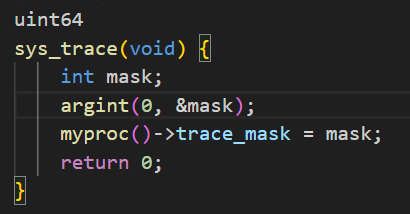 uint64
sys_trace(void) {
    int mask;
    argint(0, &mask);
    myproc()->trace_mask = mask;
    return 0;
}